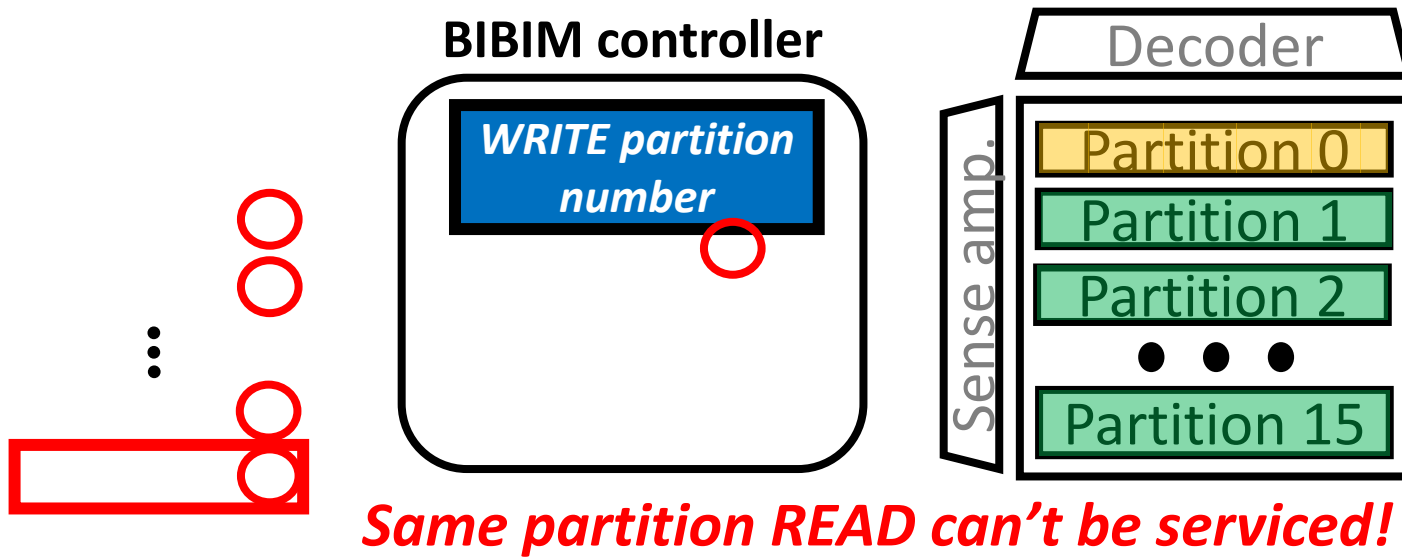 BIBIM controller
WRITE partition
number
Decoder
Sense amp.
Partition 0
Partition 1
Partition 2
Partition 15
Same partition READ can’t be serviced!